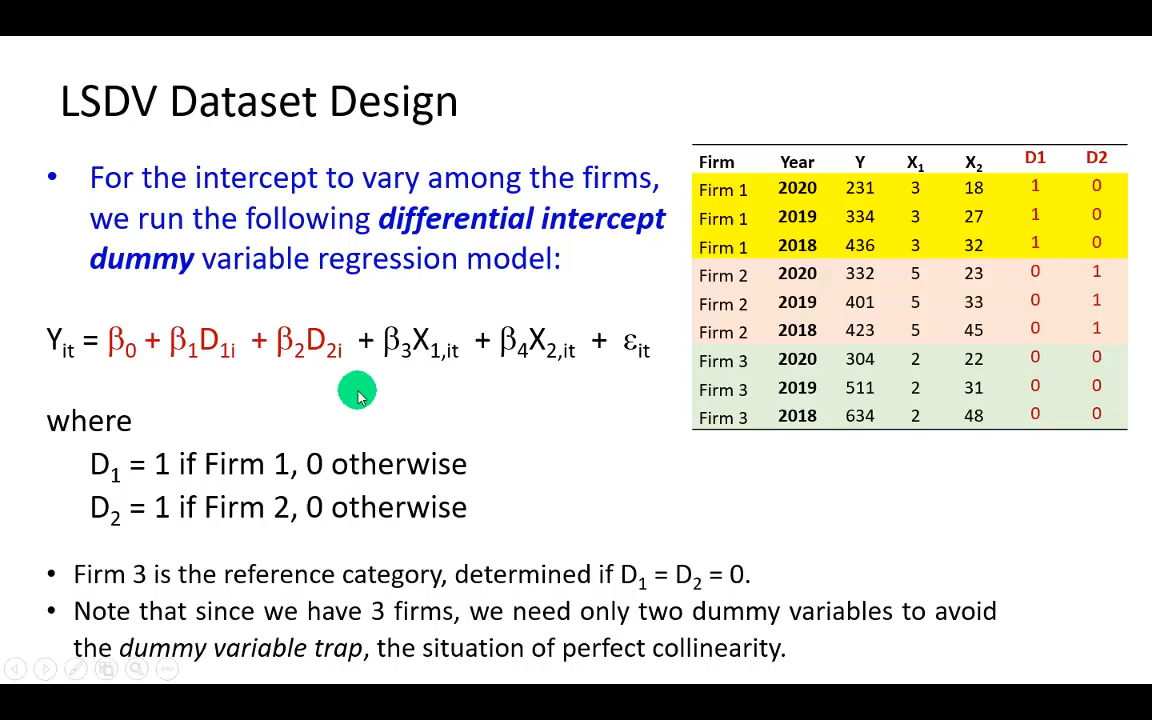 LSDV Dataset Design
• For the intercept to vary among the firms,
we run the following differential intercept
dummy variable regression model:
Yit = β0 + β1D1i + β2D2i + β3X1,it + β4X2,it + εit
where
D1 = 1 if Firm 1, 0 otherwise
D2 = 1 if Firm 2, 0 otherwise
• Firm 3 is the reference category, determined if D1 = D2 = 0.
• Note that since we have 3 firms, we need only two dummy variables to avoid
the dummy variable trap, the situation of perfect collinearity.
Firm Year Y X1 X2 D1 D2
Firm 1 2020 231 3 18 1 0
Firm 1 2019 334 3 27 1 0
Firm 1 2018 436 3 32 1 0
Firm 2 2020 332 5 23 0 1
Firm 2 2019 401 5 33 0 1
Firm 2 2018 423 5 45 0 1
Firm 3 2020 304 2 22 0 0
Firm 3 2019 511 2 31 0 0
Firm 3 2018 634 2 48 0 0